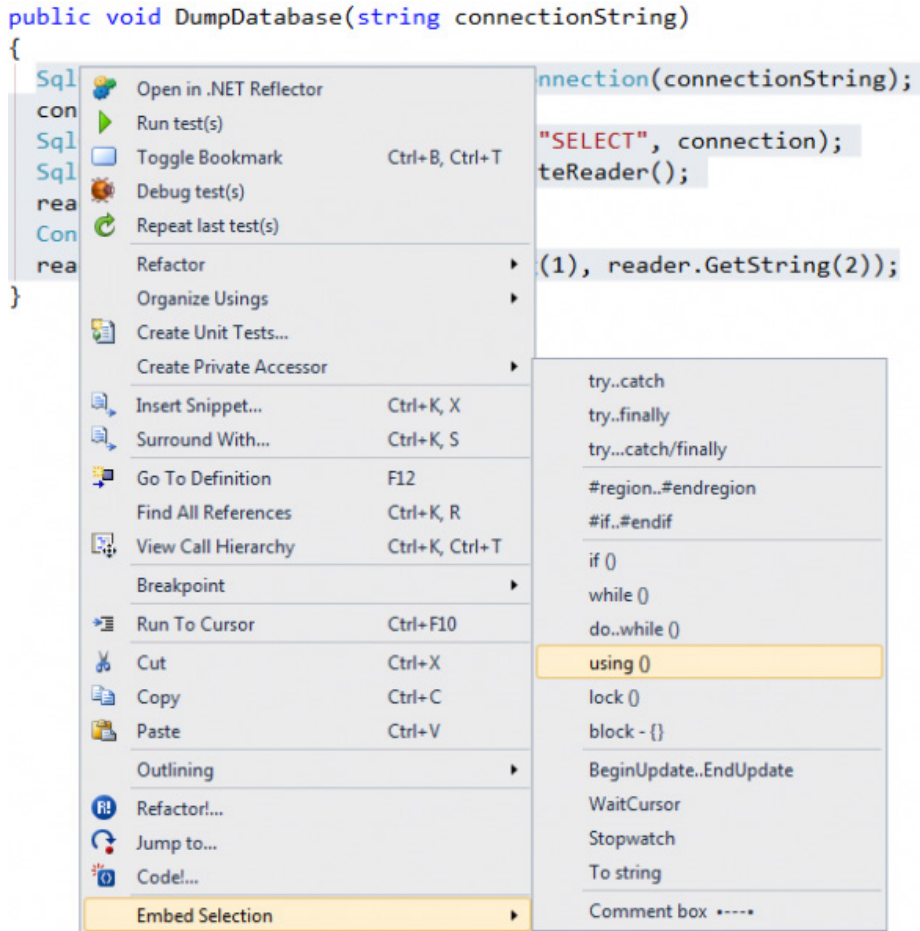 public void DumpDatabase(string connectionString)
{
Sql nnection(connectionString);
con
Sql "SELECT", connection);
Sql teReader();
rea
Con
rea (1), reader.GetString(2));
}
Open in .NET Reflector
Run test(s)
Toggle Bookmark Ctrl+B, Ctrl+T
Debug test(s)
Repeat last test(s)
Refactor
Organize Usings
Create Unit Tests...
Create Private Accessor
Insert Snippet... Ctrl+K, X
Surround With... Ctrl+K, S
Go To Definition F12
Find All References Ctrl+K, R
View Call Hierarchy Ctrl+K, Ctrl+T
Breakpoint
Run To Cursor Ctrl+F10
Cut Ctrl+X
Copy Ctrl+C
Paste Ctrl+V
Outlining
R! Refactor!...
Jump to...
Code!...
Embed Selection
try..catch
try..finally
try...catch/finally
#region..#endregion
#if..#endif
if ()
while ()
do..while ()
using ()
lock ()
block - {}
BeginUpdate..EndUpdate
WaitCursor
Stopwatch
To string
Comment box •---•